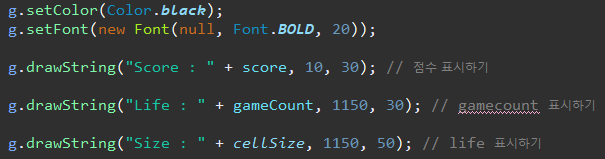 g.setColor(Color.black);
g.setFont(new Font(null, Font.BOLD, 20));
g.drawString("Score : " + score, 10, 30); // 점수 표시하기
g.drawString("Life : " + gameCount, 1150, 30); // gamecount 표시하기
g.drawString("Size : " + cellSize, 1150, 50); // life 표시하기